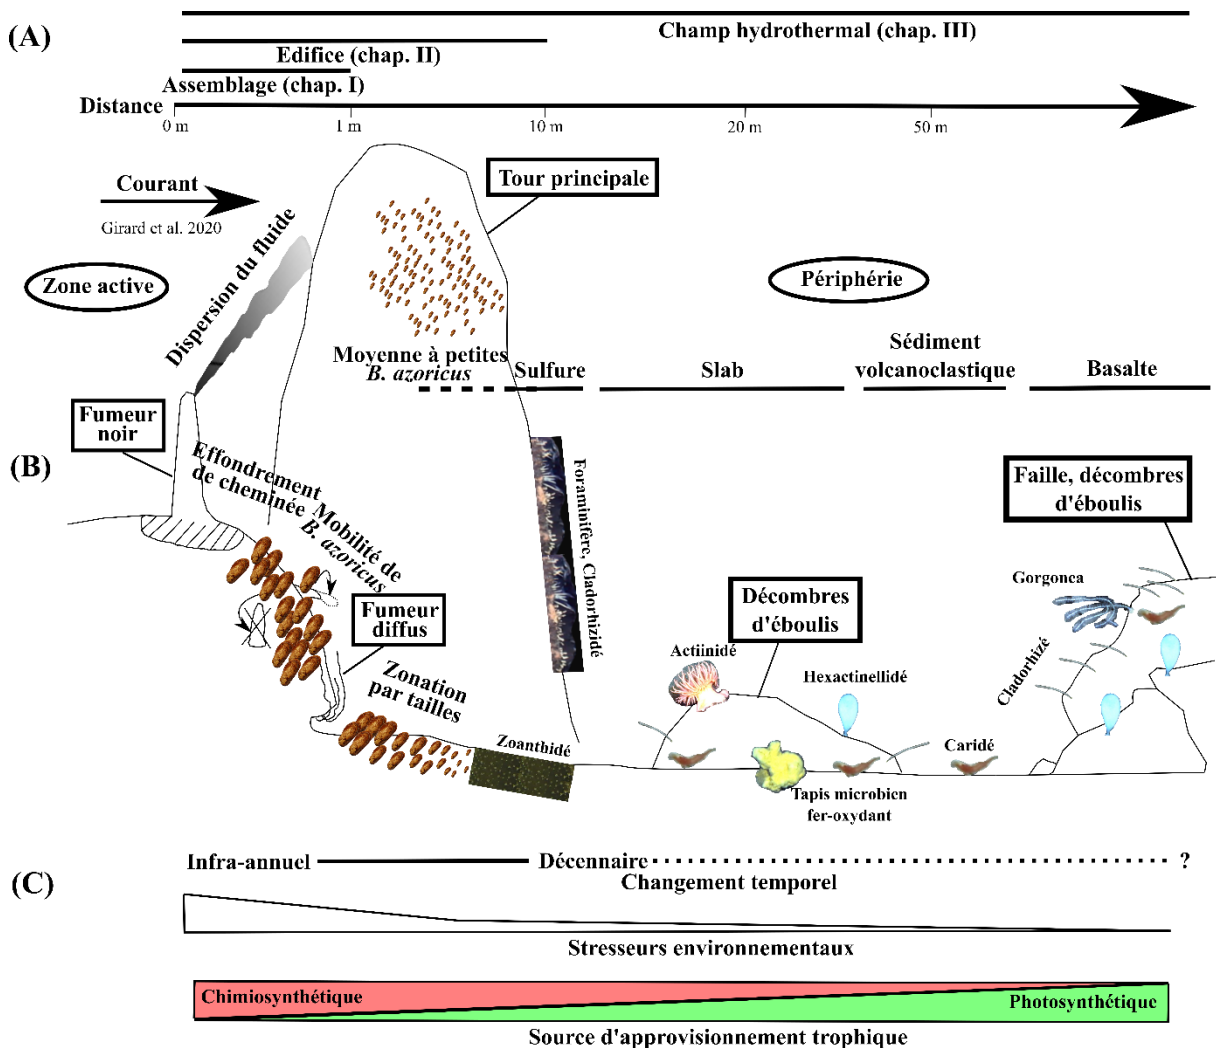 (A)
Champ hydrothermal (chap. III)
Edifice (chap. II)
Assemblage (chap. I)
Distance
0 m
1 m
10 m
20 m
50 m
Courant
Girard et al. 2020
Zone active
Dispersion du fluide
Tour principale
Périphérie
Moyenne à petites
B. azoricus
Sulfure
Slab
Sédiment
volcanoclastique
Basalte
(B)
Fumeur
noir
Effondrement
de cheminée
Mobilité de
B. azoricus
Fumeur
diffus
Zonation
par tailles
Zoanthidé
Foraminifère, Cladorhizidé
Actiinidé
Décombres
d'éboulis
Hexactinellidé
Tapis microbien
fer-oxydant
Caridé
Cladorhizé
Gorgonea
Faille, décombres
d'éboulis
(C)
Infra-annuel
Décennaire
?
Changement temporel
Stresseurs environnementaux
Chimiosynthétique
Photosynthétique
Source d'approvisionnement trophique